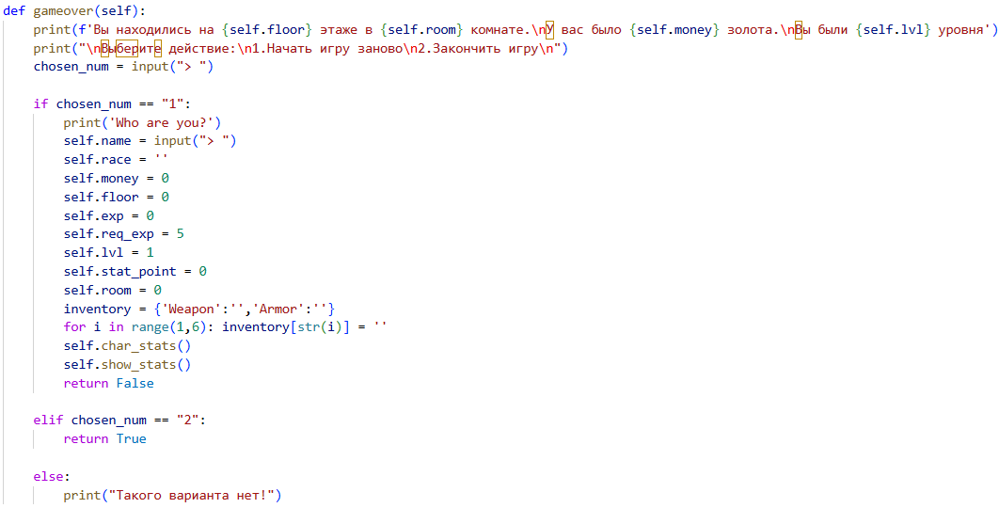 def gameover(self):
print(f'Вы находились на {self.floor} этаже в {self.room} комнате.\nУ вас было {self.money} золота.\nВы были {self.lvl} уровня')
print("\nВыберите действие:\n1.Начать игру заново\n2.Закончить игру\n")
chosen_num = input("> ")
if chosen_num == "1":
print('Who are you?')
self.name = input("> ")
self.race = ''
self.money = 0
self.floor = 0
self.exp = 0
self.req_exp = 5
self.lvl = 1
self.stat_point = 0
self.room = 0
inventory = {'Weapon':'','Armor':''}
for i in range(1,6): inventory[str(i)] = ''
self.char_stats()
self.show_stats()
return False
elif chosen_num == "2":
return True
else:
print("Такого варианта нет!")